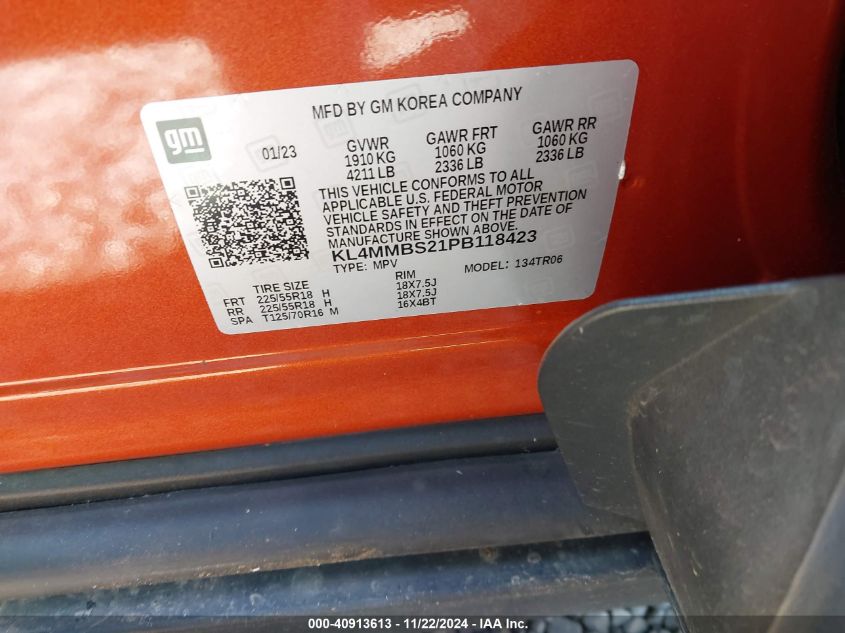 MFD BY GM KOREA COMPANY
gm
01/23
GVWR GAWR FRT GAWR RR
1910 KG 1060 KG 1060 KG
4211 LB 2336 LB 2336 LB
THIS VEHICLE CONFORMS TO ALL
APPLICABLE U.S. FEDERAL MOTOR
VEHICLE SAFETY AND THEFT PREVENTION
STANDARDS IN EFFECT ON THE DATE OF
MANUFACTURE SHOWN ABOVE.
KL4MMBS21PB118423
TYPE: MPV MODEL: 134TR06
TIRE SIZE RIM
FRT 225/55R18 H 18X7.5J
RR 225/55R18 H 18X7.5J
SPA T125/70R16 M 16X4BT
000-40913613 - 11/22/2024 - IAA Inc.